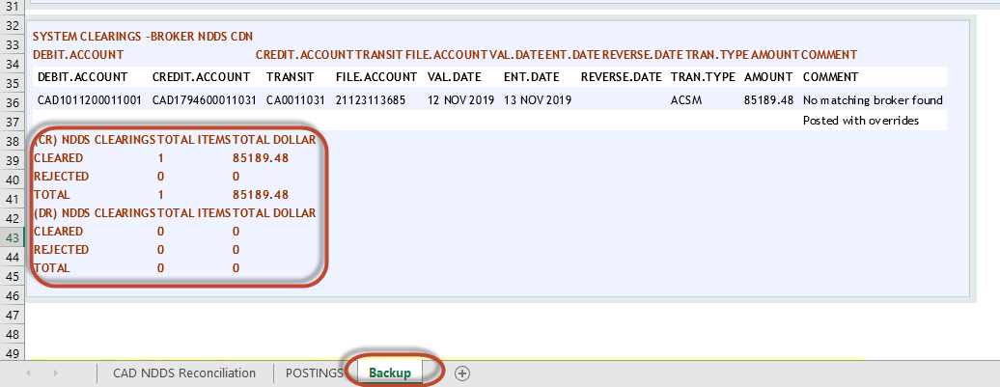 31
32
33 SYSTEM CLEARINGS -BROKER NDDS CDN
34 DEBIT.ACCOUNT CREDIT.ACCOUNT TRANSIT FILE.ACCOUNT VAL.DATE ENT.DATE REVERSE.DATE TRAN.TYPE AMOUNT COMMENT
35 DEBIT.ACCOUNT CREDIT.ACCOUNT TRANSIT FILE.ACCOUNT VAL.DATE ENT.DATE REVERSE.DATE TRAN.TYPE AMOUNT COMMENT
36 CAD1011200011001 CAD1794600011031 CA0011031 21123113685 12 NOV 2019 13 NOV 2019 ACSM 85189.48 No matching broker found
37 Posted with overrides
38 (CR) NDDS CLEARINGS TOTAL ITEMS TOTAL DOLLAR
39 CLEARED 1 85189.48
40 REJECTED 0 0
41 TOTAL 1 85189.48
42 (DR) NDDS CLEARINGS TOTAL ITEMS TOTAL DOLLAR
43 CLEARED 0 0
44 REJECTED 0 0
45 TOTAL 0 0
46
47
48
49
CAD NDDS Reconciliation POSTINGS Backup